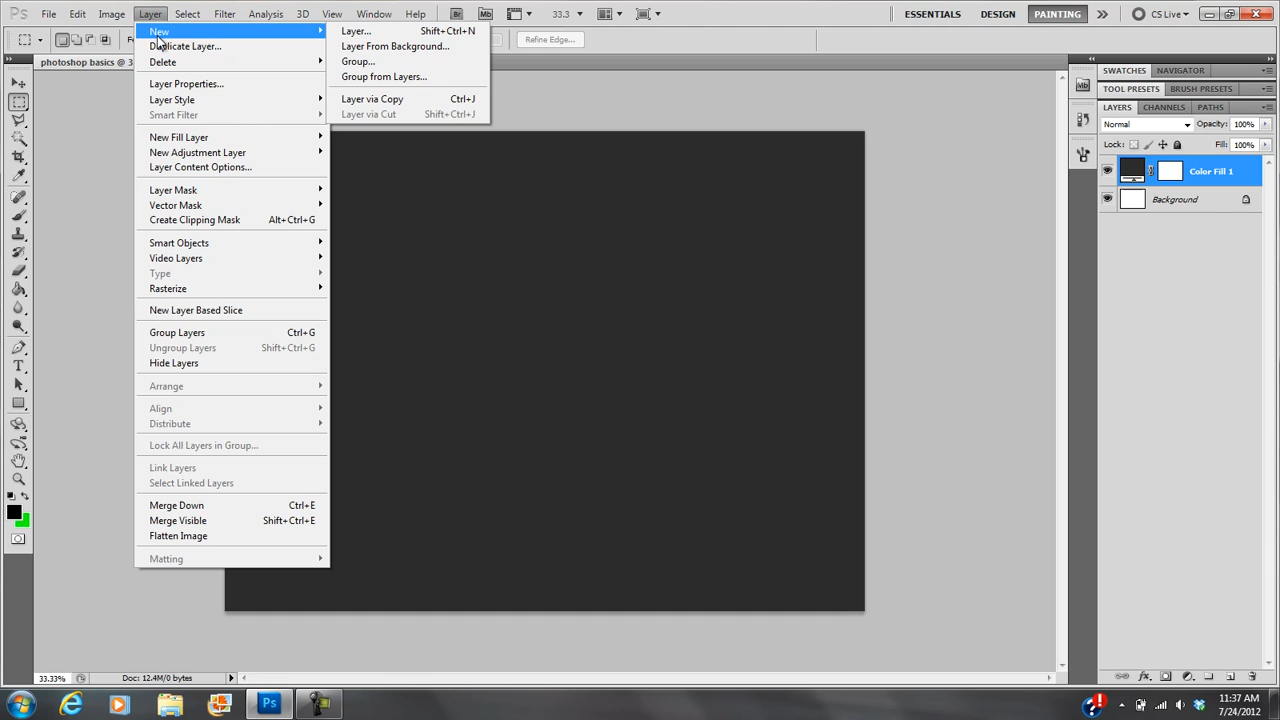 Ps File Edit Image Layer Select Filter Analysis 3D View Window Help Br Mb 33.3 ESSENTIALS DESIGN PAINTING CS Live
Refine Edge...
photoshop basics @ 3
New
Duplicate Layer...
Delete
Layer Properties...
Layer Style
Smart Filter
New Fill Layer
New Adjustment Layer
Layer Content Options...
Layer Mask
Vector Mask
Create Clipping Mask Alt+Ctrl+G
Smart Objects
Video Layers
Type
Rasterize
New Layer Based Slice
Group Layers Ctrl+G
Ungroup Layers Shift+Ctrl+G
Hide Layers
Arrange
Align
Distribute
Lock All Layers in Group...
Link Layers
Select Linked Layers
Merge Down Ctrl+E
Merge Visible Shift+Ctrl+E
Flatten Image
Matting
Layer... Shift+Ctrl+N
Layer From Background...
Group...
Group from Layers...
Layer via Copy Ctrl+J
Layer via Cut Shift+Ctrl+J
SWATCHES NAVIGATOR
TOOL PRESETS BRUSH PRESETS
LAYERS CHANNELS PATHS
Normal Opacity: 100%
Lock: Fill: 100%
Color Fill 1
Background
33.33% Doc: 12.4M/0 bytes
Ps
11:37 AM
7/24/2012